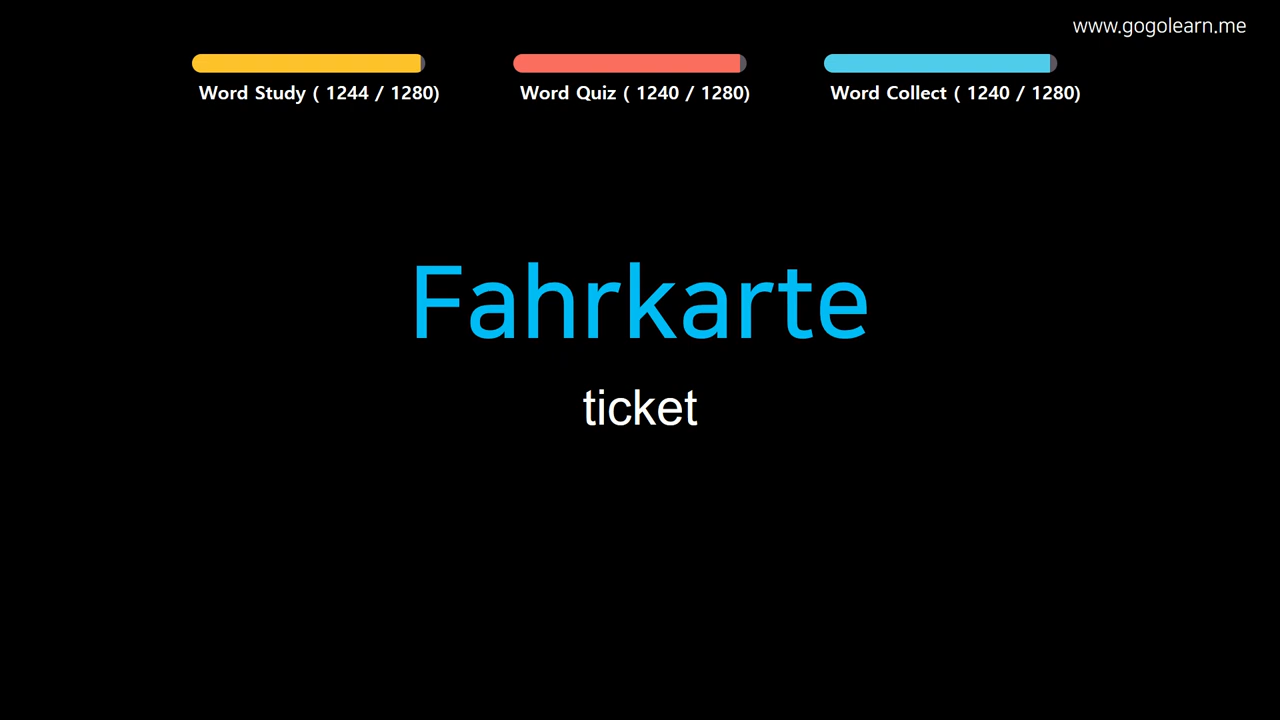 www.gogolearn.me
Word Study ( 1244 / 1280)
Word Quiz ( 1240 / 1280)
Word Collect ( 1240 / 1280)
Fahrkarte
ticket